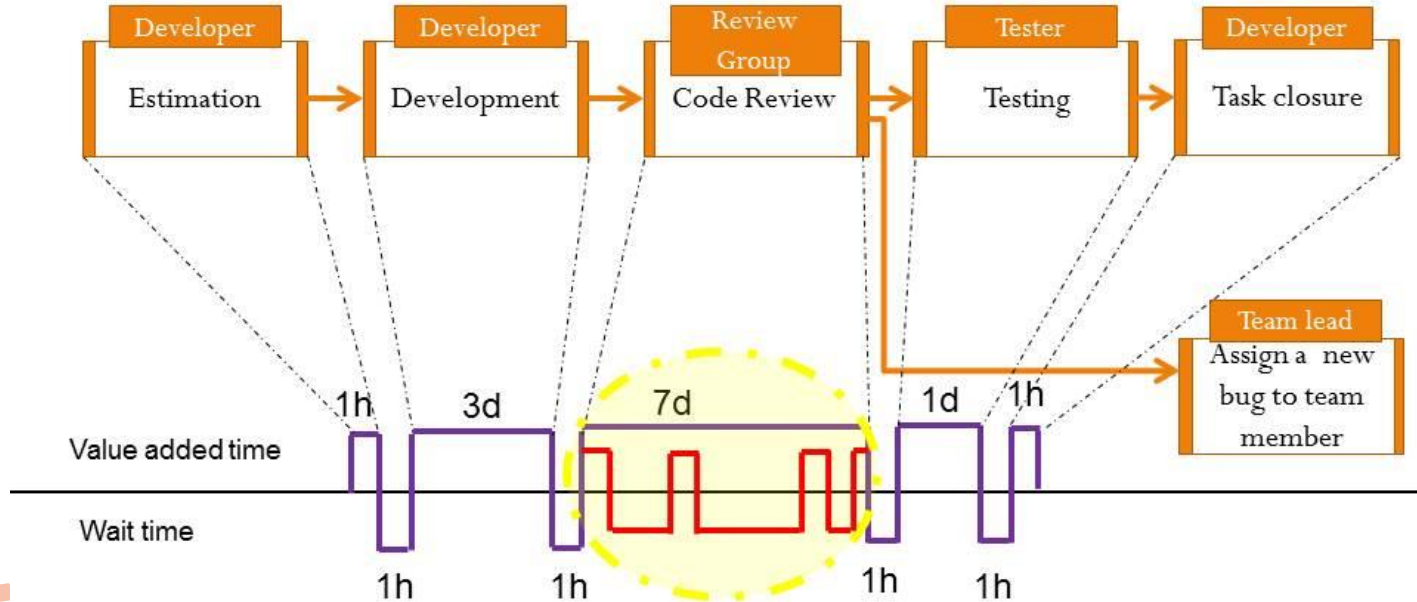 Developer
Estimation
Developer
Development
Review
Group
Code Review
Tester
Testing
Developer
Task closure
Team lead
Assign a new
bug to team
member
1h
3d
7d
1d
1h
Value added time
Wait time
1h
1h
1h
1h